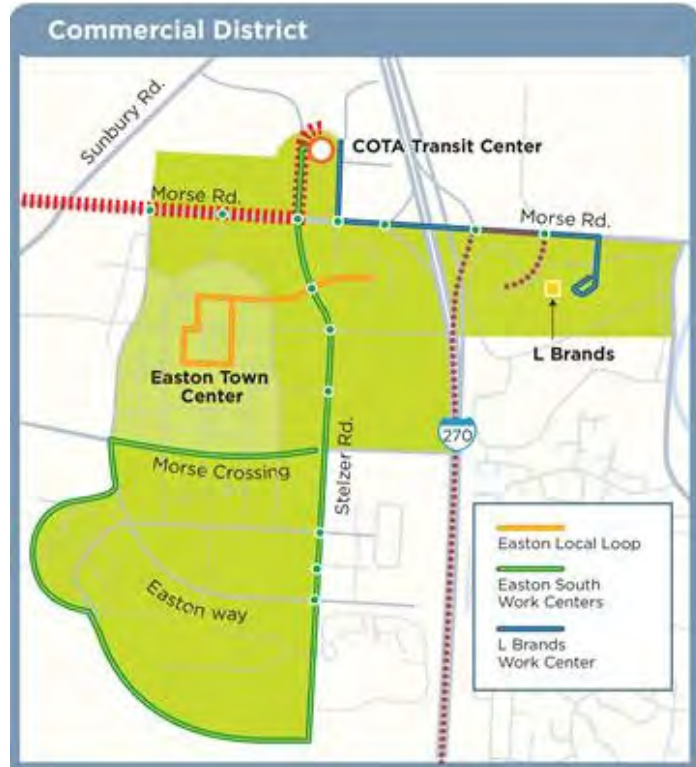 Commercial District
Sunbury Rd.
COTA Transit Center
Morse Rd.
Morse Rd.
L Brands
Easton Town
Center
270
Morse Crossing
Stelzer Rd.
Easton way
Easton Local Loop
Easton South
Work Centers
L Brands
Work Center